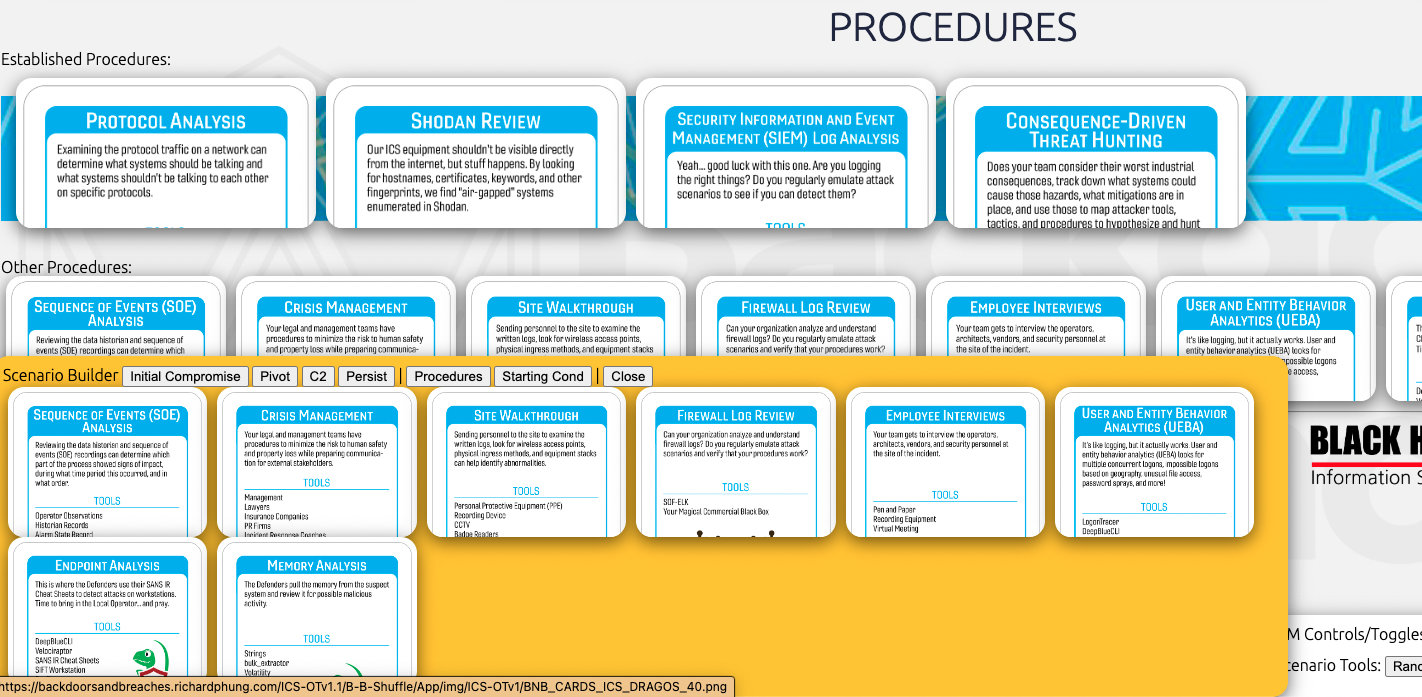 PROCEDURES
Established Procedures:
PROTOCOL ANALYSIS
Examining the protocol traffic on a network can
determine what systems should be talking and
what systems shouldn't be talking to each other
on specific protocols.
SHODAN REVIEW
Our ICS equipment shouldn't be visible directly
from the internet, but stuff happens. By looking
for hostnames, certificates, keywords, and other
fingerprints, we find "air-gapped" systems
enumerated in Shodan.
SECURITY INFORMATION AND EVENT
MANAGEMENT (SIEM) LOG ANALYSIS
Yeah... good luck with this one. Are you logging
the right things? Do you regularly emulate attack
scenarios to see if you can detect them?
TOOLS
CONSEQUENCE-DRIVEN
THREAT HUNTING
Does your team consider their worst industrial
consequences, track down what systems could
cause those hazards, what mitigations are in
place, and use those to map attacker tools,
tactics, and procedures to hypothesize and hunt
Other Procedures:
SEQUENCE OF EVENTS (SOE)
ANALYSIS
Reviewing the data historian and sequence of
events (SOE) recordings can determine which
CRISIS MANAGEMENT
Your legal and management teams have
procedures to minimize the risk to human safety
and property loss while preparing communica-
SITE WALKTHROUGH
Sending personnel to the site to examine the
written logs, look for wireless access points,
physical ingress methods, and equipment stacks
FIREWALL LOG REVIEW
Can your organization analyze and understand
firewall logs? Do you regularly emulate attack
scenarios and verify that your procedures work?
EMPLOYEE INTERVIEWS
Your team gets to interview the operators,
architects, vendors, and security personnel at
the site of the incident.
USER AND ENTITY BEHAVIOR
ANALYTICS (UEBA)
It's like logging, but it actually works. User and
entity behavior analytics (UEBA) looks for
mpossible logons
e access,
Scenario Builder Initial Compromise Pivot C2 Persist | Procedures Starting Cond | Close
SEQUENCE OF EVENTS (SOE)
ANALYSIS
Reviewing the data historian and sequence of
events (SOE) recordings can determine which
part of the process showed signs of impact,
during what time period this occurred, and in
what order.
TOOLS
Operator Observations
Historian Records
Alarm State Record
CRISIS MANAGEMENT
Your legal and management teams have
procedures to minimize the risk to human safety
and property loss while preparing communica-
tion for external stakeholders.
TOOLS
Management
Lawyers
Insurance Companies
PR Firms
Incident Response Coaches
SITE WALKTHROUGH
Sending personnel to the site to examine the
written logs, look for wireless access points,
physical ingress methods, and equipment stacks
can help identify abnormalities.
TOOLS
Personal Protective Equipment (PPE)
Recording Device
CCTV
Badge Readers
FIREWALL LOG REVIEW
Can your organization analyze and understand
firewall logs? Do you regularly emulate attack
scenarios and verify that your procedures work?
TOOLS
SOF-ELK
Your Magical Commercial Black Box
EMPLOYEE INTERVIEWS
Your team gets to interview the operators,
architects, vendors, and security personnel at
the site of the incident.
TOOLS
Pen and Paper
Recording Equipment
Virtual Meeting
USER AND ENTITY BEHAVIOR
ANALYTICS (UEBA)
It's like logging, but it actually works. User and
entity behavior analytics (UEBA) looks for
multiple concurrent logons, impossible logons
based on geography, unusual file access,
password sprays, and more!
TOOLS
LogonTracer
DeepBlueCLI
BLACK H
Information S
ENDPOINT ANALYSIS
This is where the Defenders use their SANS IR
Cheat Sheets to detect attacks on workstations.
Time to bring in the Local Operator... and pray.
TOOLS
DeepBlueCLI
Velociraptor
SANS IR Cheat Sheets
SIFT Workstation
MEMORY ANALYSIS
The Defenders pull the memory from the suspect
system and review it for possible malicious
activity.
TOOLS
Strings
bulk_extractor
Volatility
M Controls/Toggles
cenario Tools: Rand
https://backdoorsandbreaches.richardphung.com/ICS-OTv1.1/B-B-Shuffle/App/img/ICS-OTv1/BNB_CARDS_ICS_DRAGOS_40.png